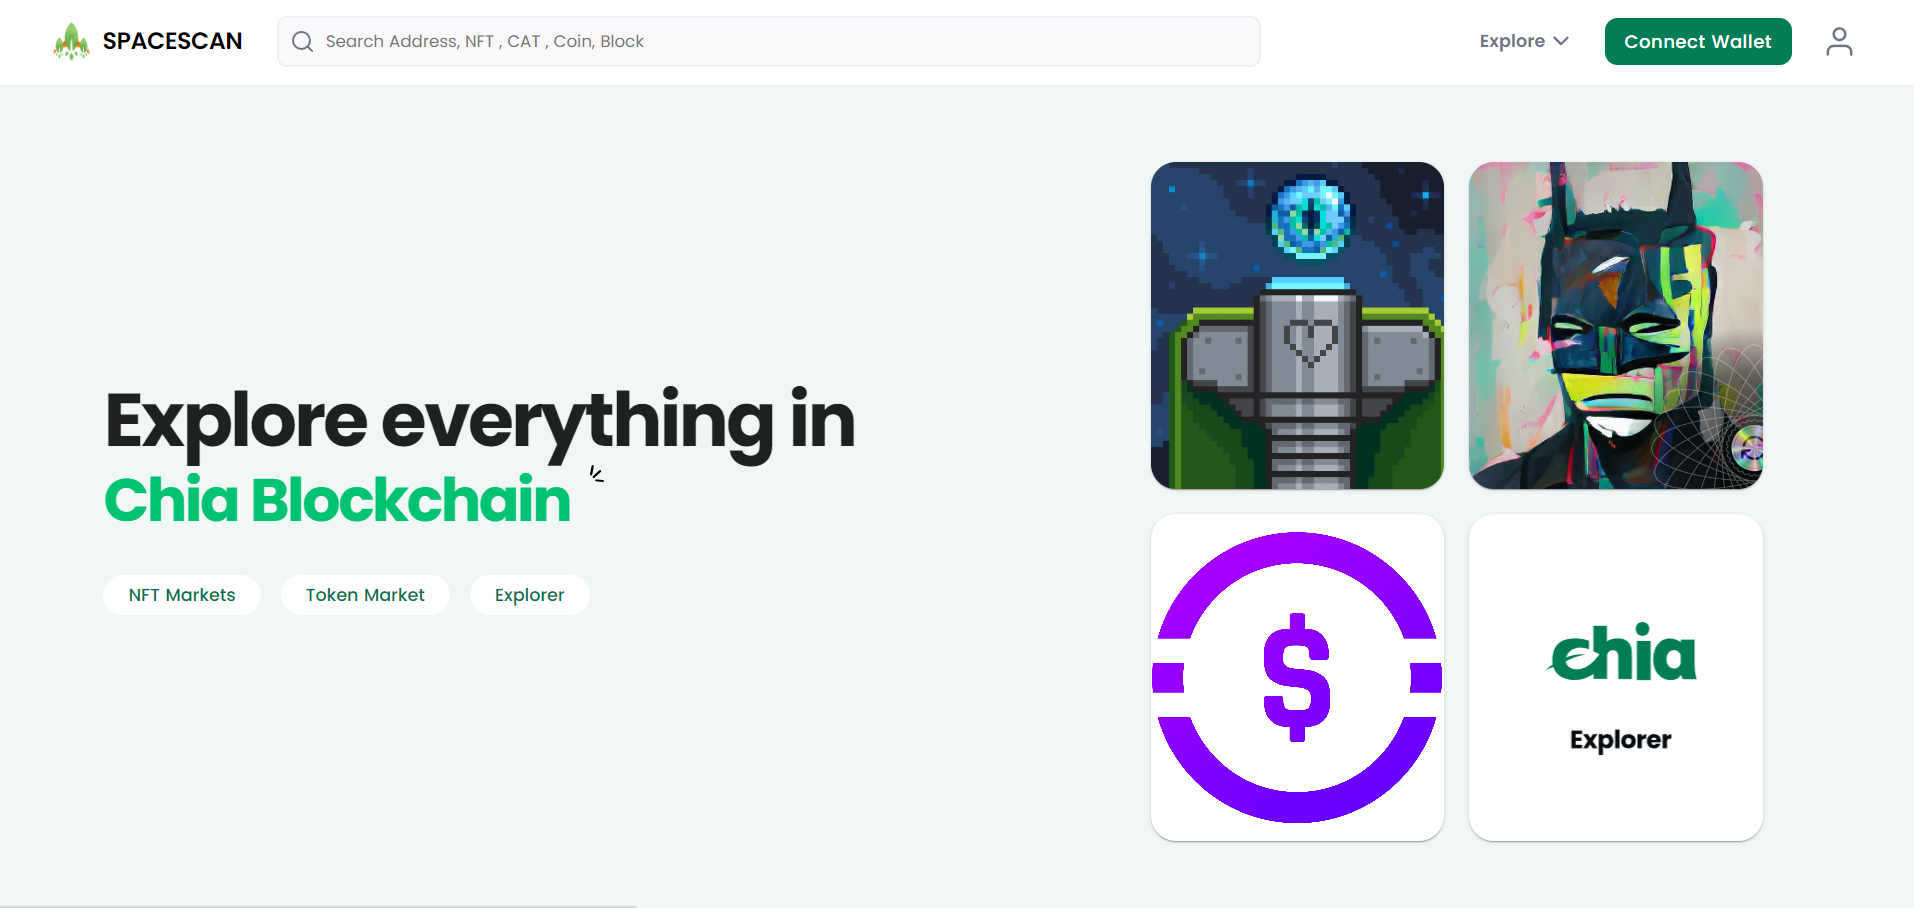 SPACESCAN
Search Address, NFT , CAT , Coin, Block
Explore
Connect Wallet
Explore everything in
Chia Blockchain
NFT Markets
Token Market
Explorer
$
chia
Explorer